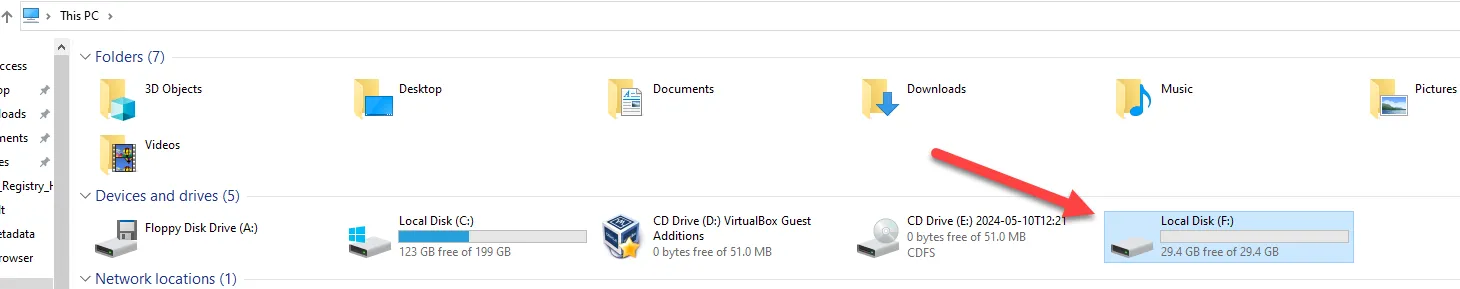 This PC
Folders (7)
ccess
op
loads
ments
es
_Registry_H
lt
etadata
rowser
3D Objects
Desktop
Documents
Downloads
Music
Pictures
Videos
Devices and drives (5)
Floppy Disk Drive (A:)
Local Disk (C:)
123 GB free of 199 GB
CD Drive (D:) VirtualBox Guest
Additions
0 bytes free of 51.0 MB
CD Drive (E:) 2024-05-10T12:21
0 bytes free of 51.0 MB
CDFS
Local Disk (F:)
29.4 GB free of 29.4 GB
Network locations (1)